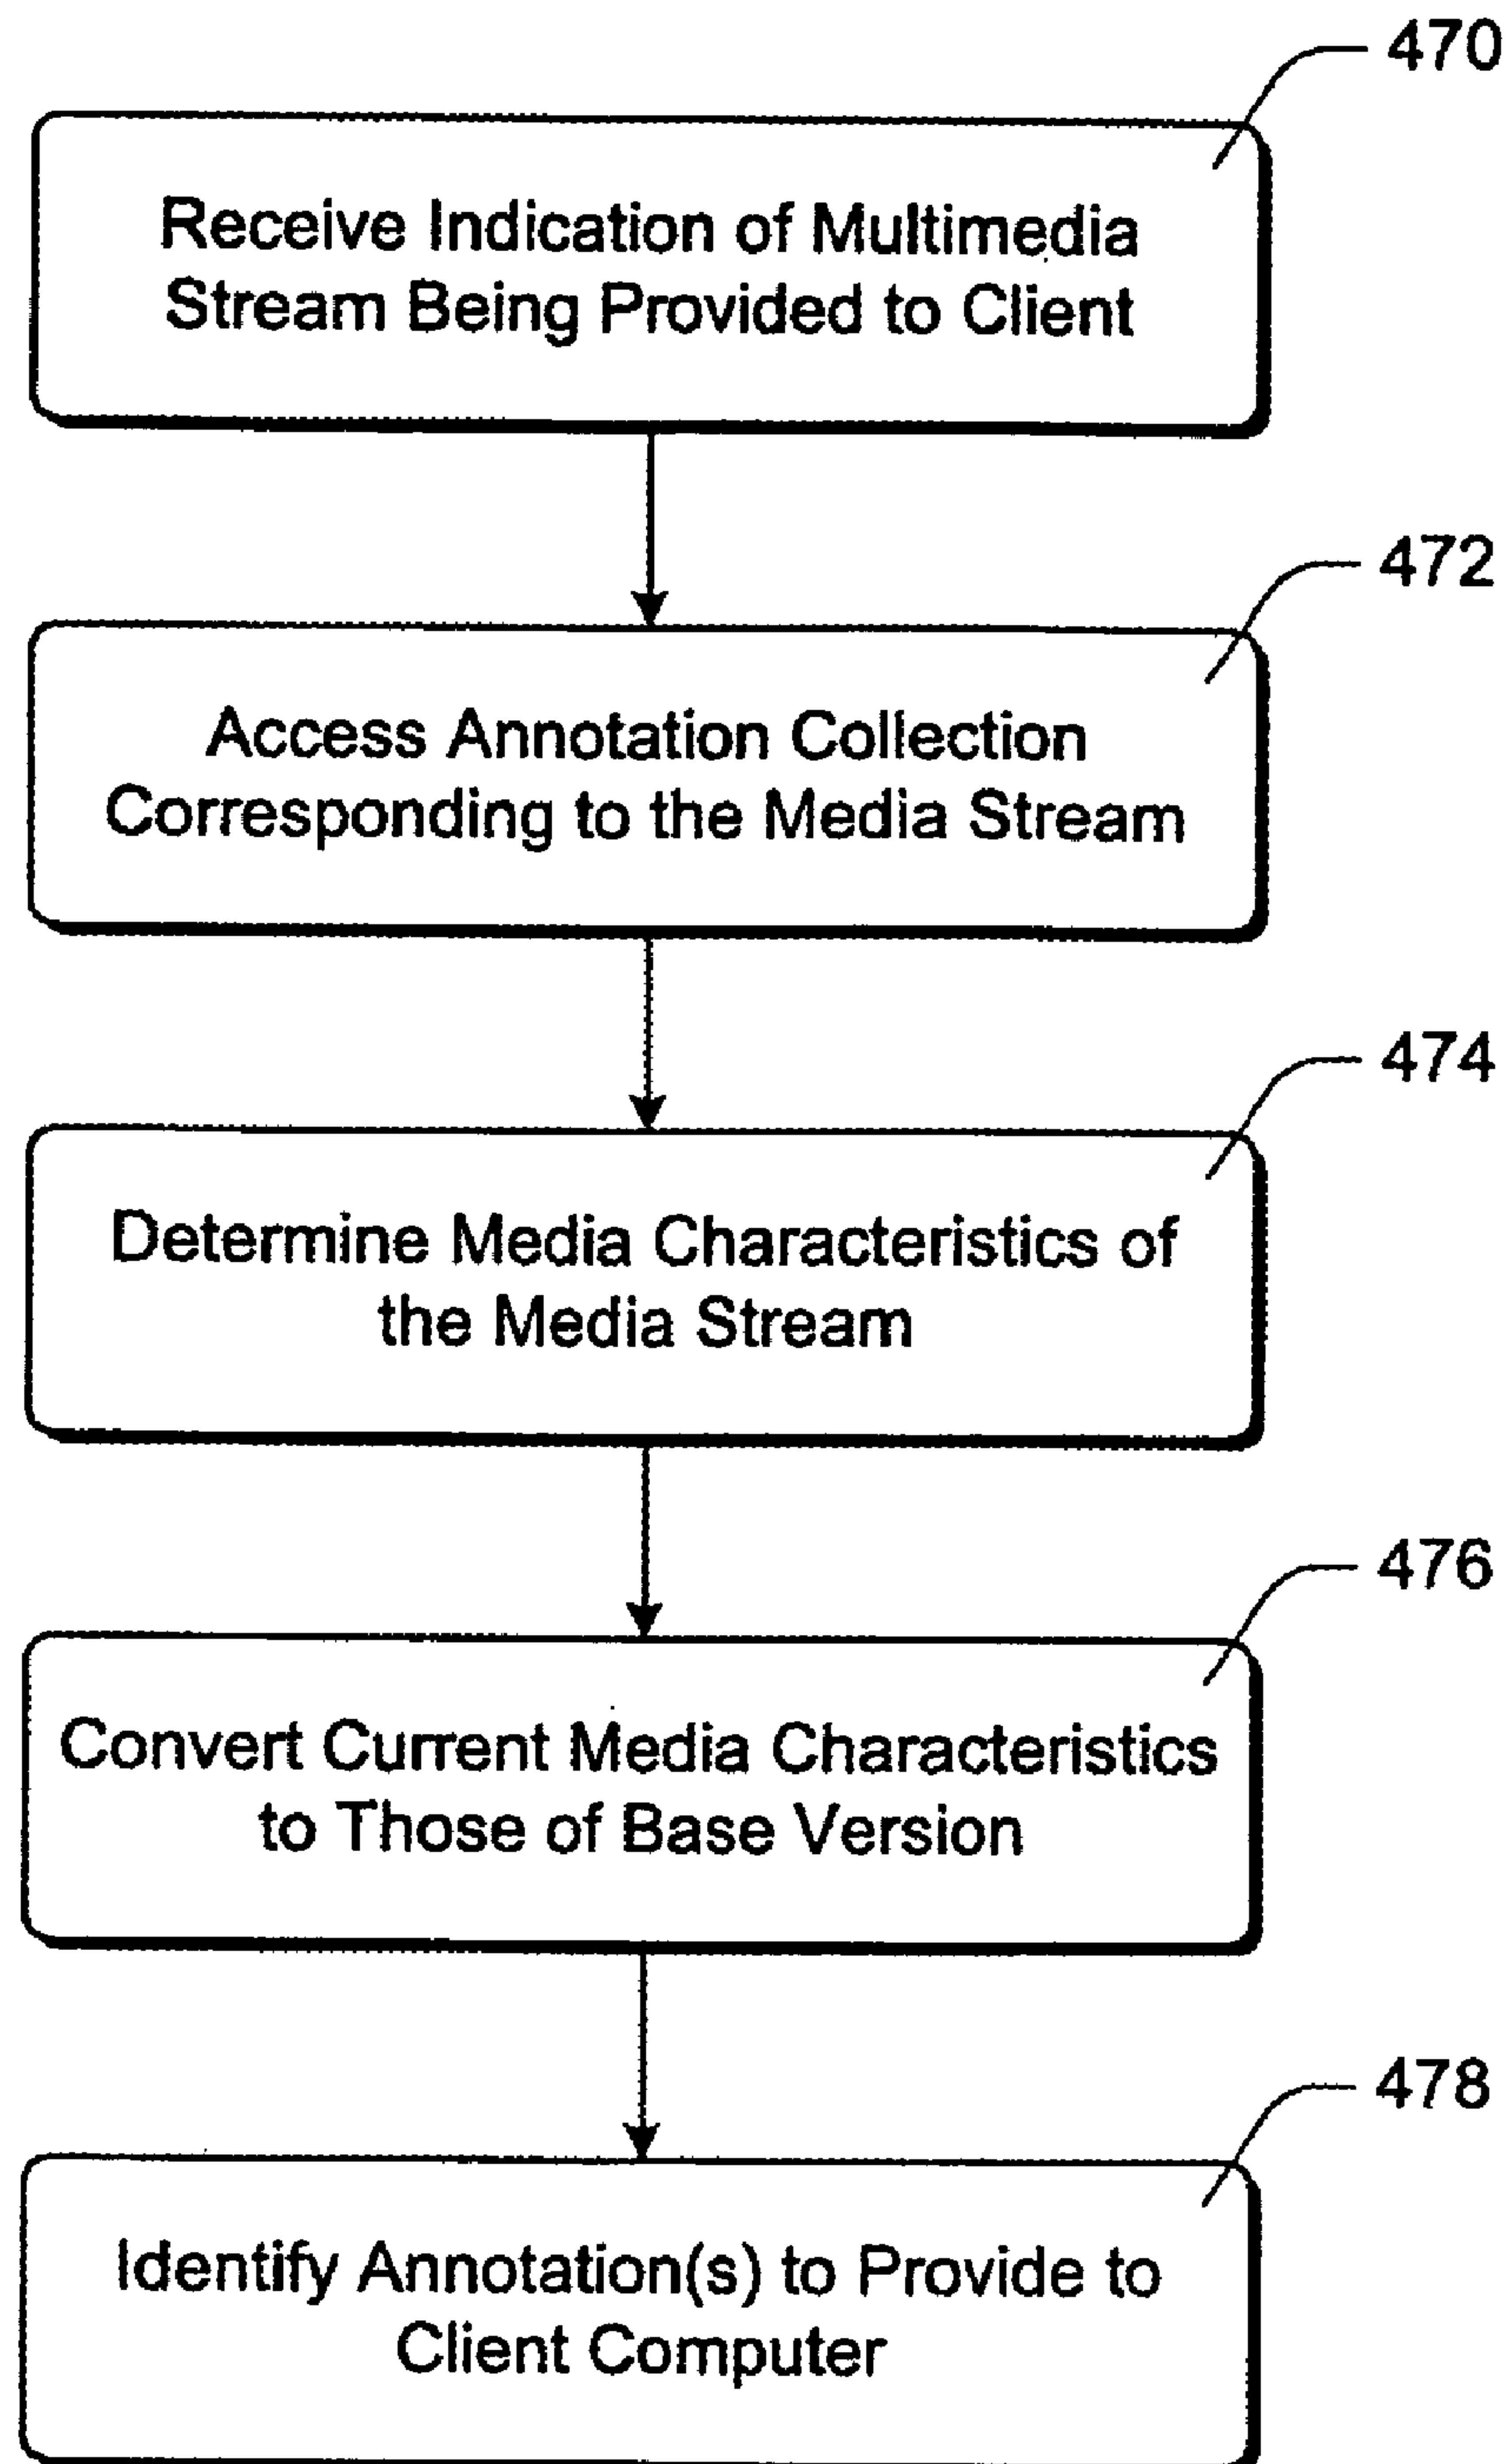 470
Receive Indication of Multimedia
Stream Being Provided to Client
472
Access Annotation Collection
Corresponding to the Media Stream
474
Determine Media Characteristics of
the Media Stream
476
Convert Current Media Characteristics
to Those of Base Version
478
Identify Annotation(s) to Provide to
Client Computer